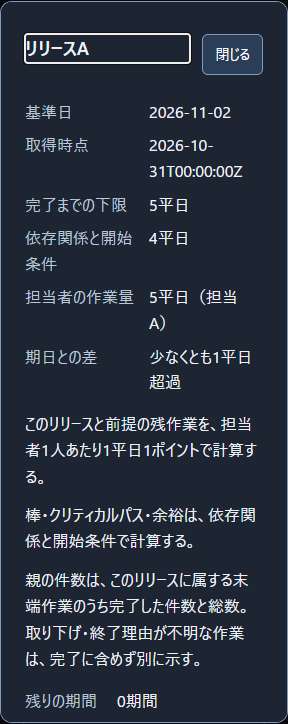 リリースA
閉じる
基準日 2026-11-02
取得時点 2026-10-
31T00:00:00Z
完了までの下限 5平日
依存関係と開始 4平日
条件
担当者の作業量 5平日（担当
A）
期日との差 少なくとも1平日
超過
このリリースと前提の残作業を、担当
者1人あたり1平日1ポイントで計算す
る。
棒・クリティカルパス・余裕は、依存関
係と開始条件で計算する。
親の件数は、このリリースに属する末
端作業のうち完了した件数と総数。
取り下げ・終了理由が不明な作業
は、完了に含めず別に示す。
残りの期間 0期間